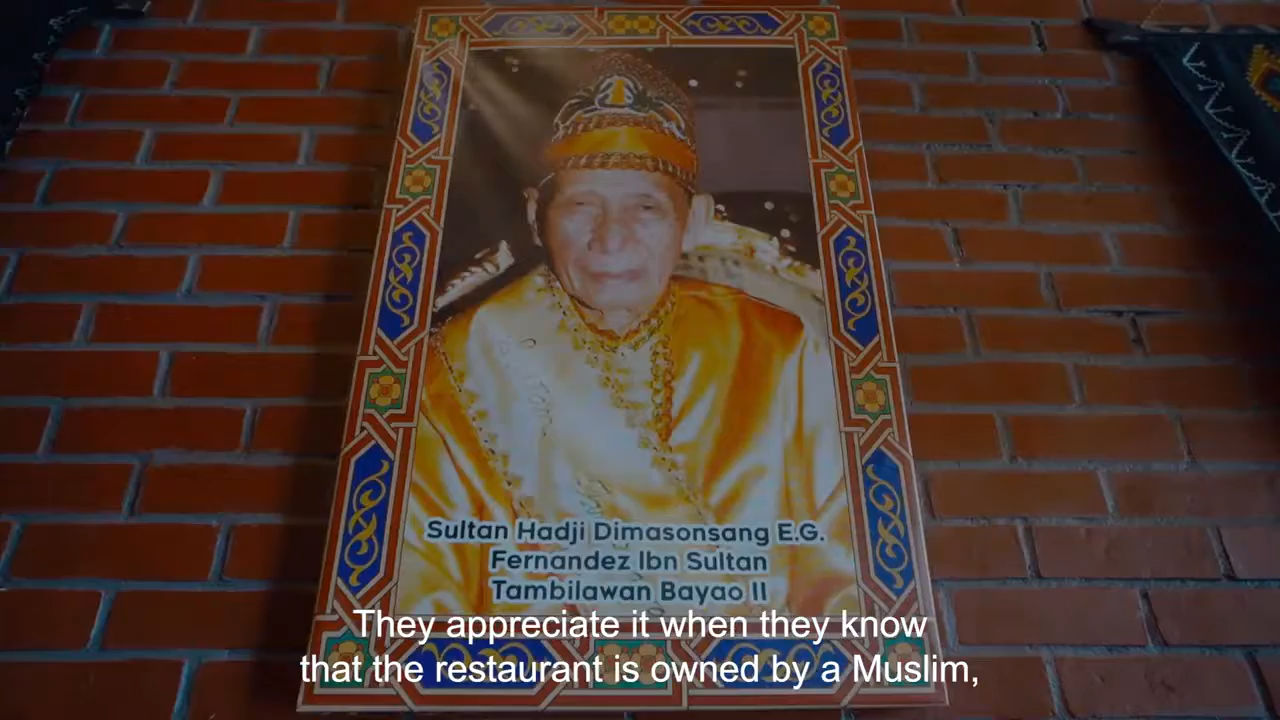 Sultan Hadji Dimasonsang E.G.
Fernandez Ibn Sultan
Tambilawan Bayao II
They appreciate it when they know
that the restaurant is owned by a Muslim,